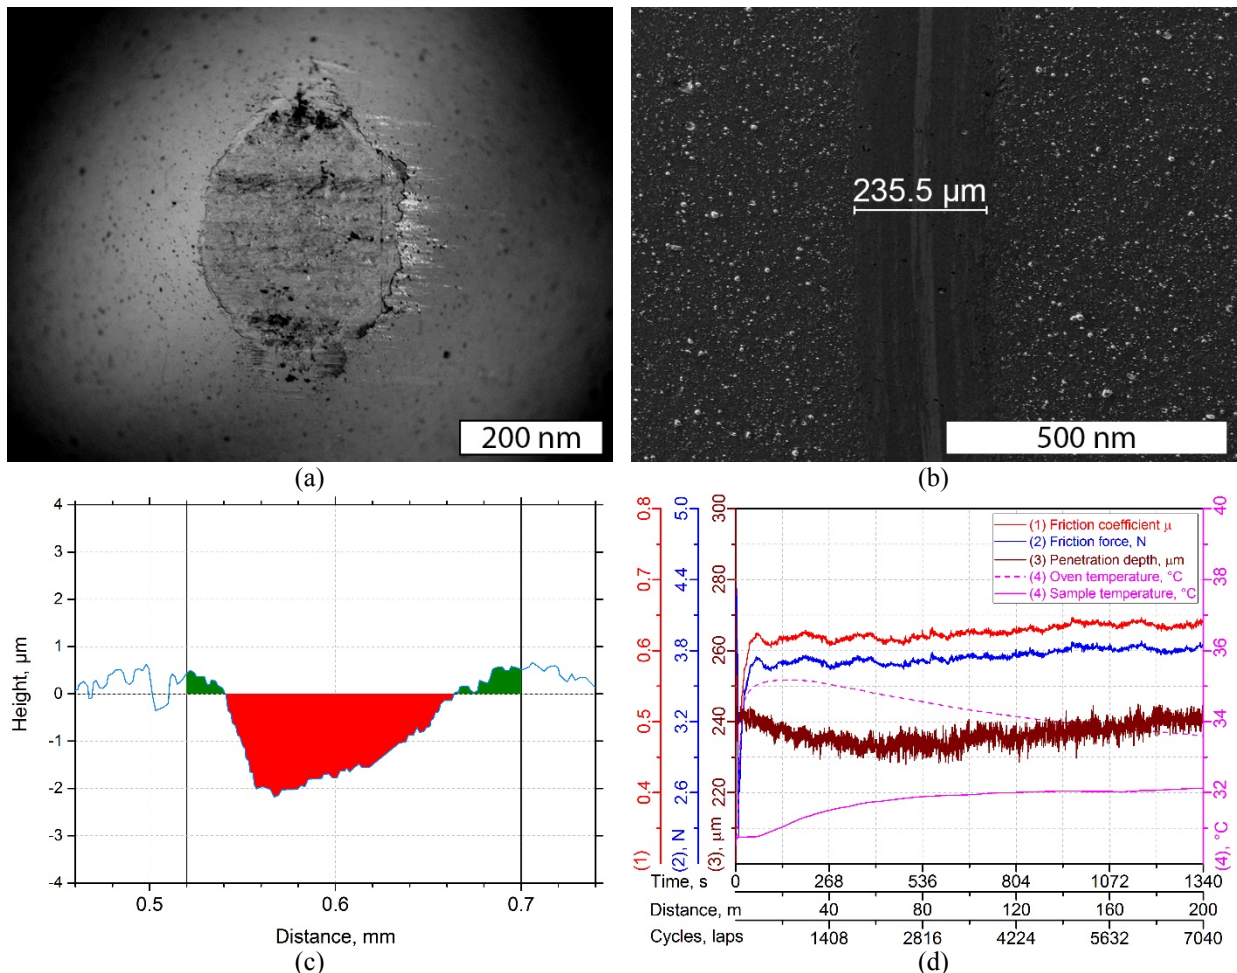 235.5 µm
200 nm
500 nm
(a)
(b)
4
3
2
1
0
-1
-2
-3
-4
Height, µm
0.5
0.6
0.7
Distance, mm
(c)
0.8
0.7
0.6
0.5
0.4
(1)
5.0
4.4
3.8
3.2
2.6
(2), N
300
280
260
240
220
(3), µm
(1) Friction coefficient µ
(2) Friction force, N
(3) Penetration depth, µm
(4) Oven temperature, °C
(4) Sample temperature, °C
40
38
36
34
32
(4), °C
Time, s 0 268 536 804 1072 1340
Distance, m 40 80 120 160 200
Cycles, laps 1408 2816 4224 5632 7040
(d)